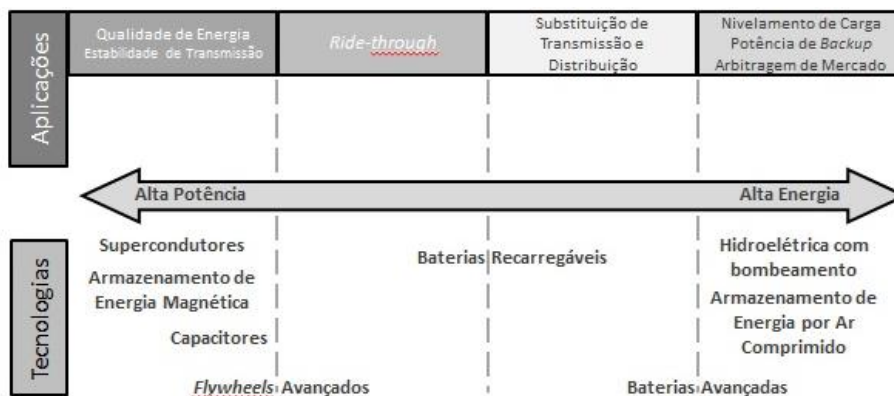 Aplicações
Qualidade de Energia
Estabilidade de Transmissão
Ride-through
Substituição de
Transmissão e
Distribuição
Nivelamento de Carga
Potência de Backup
Arbitragem de Mercado
Alta Potência
Alta Energia
Tecnologias
Supercondutores
Armazenamento de
Energia Magnética
Capacitores
Flywheels Avançados
Baterias Recarregáveis
Hidroelétrica com
bombeamento
Armazenamento de
Energia por Ar
Comprimido
Baterias Avançadas